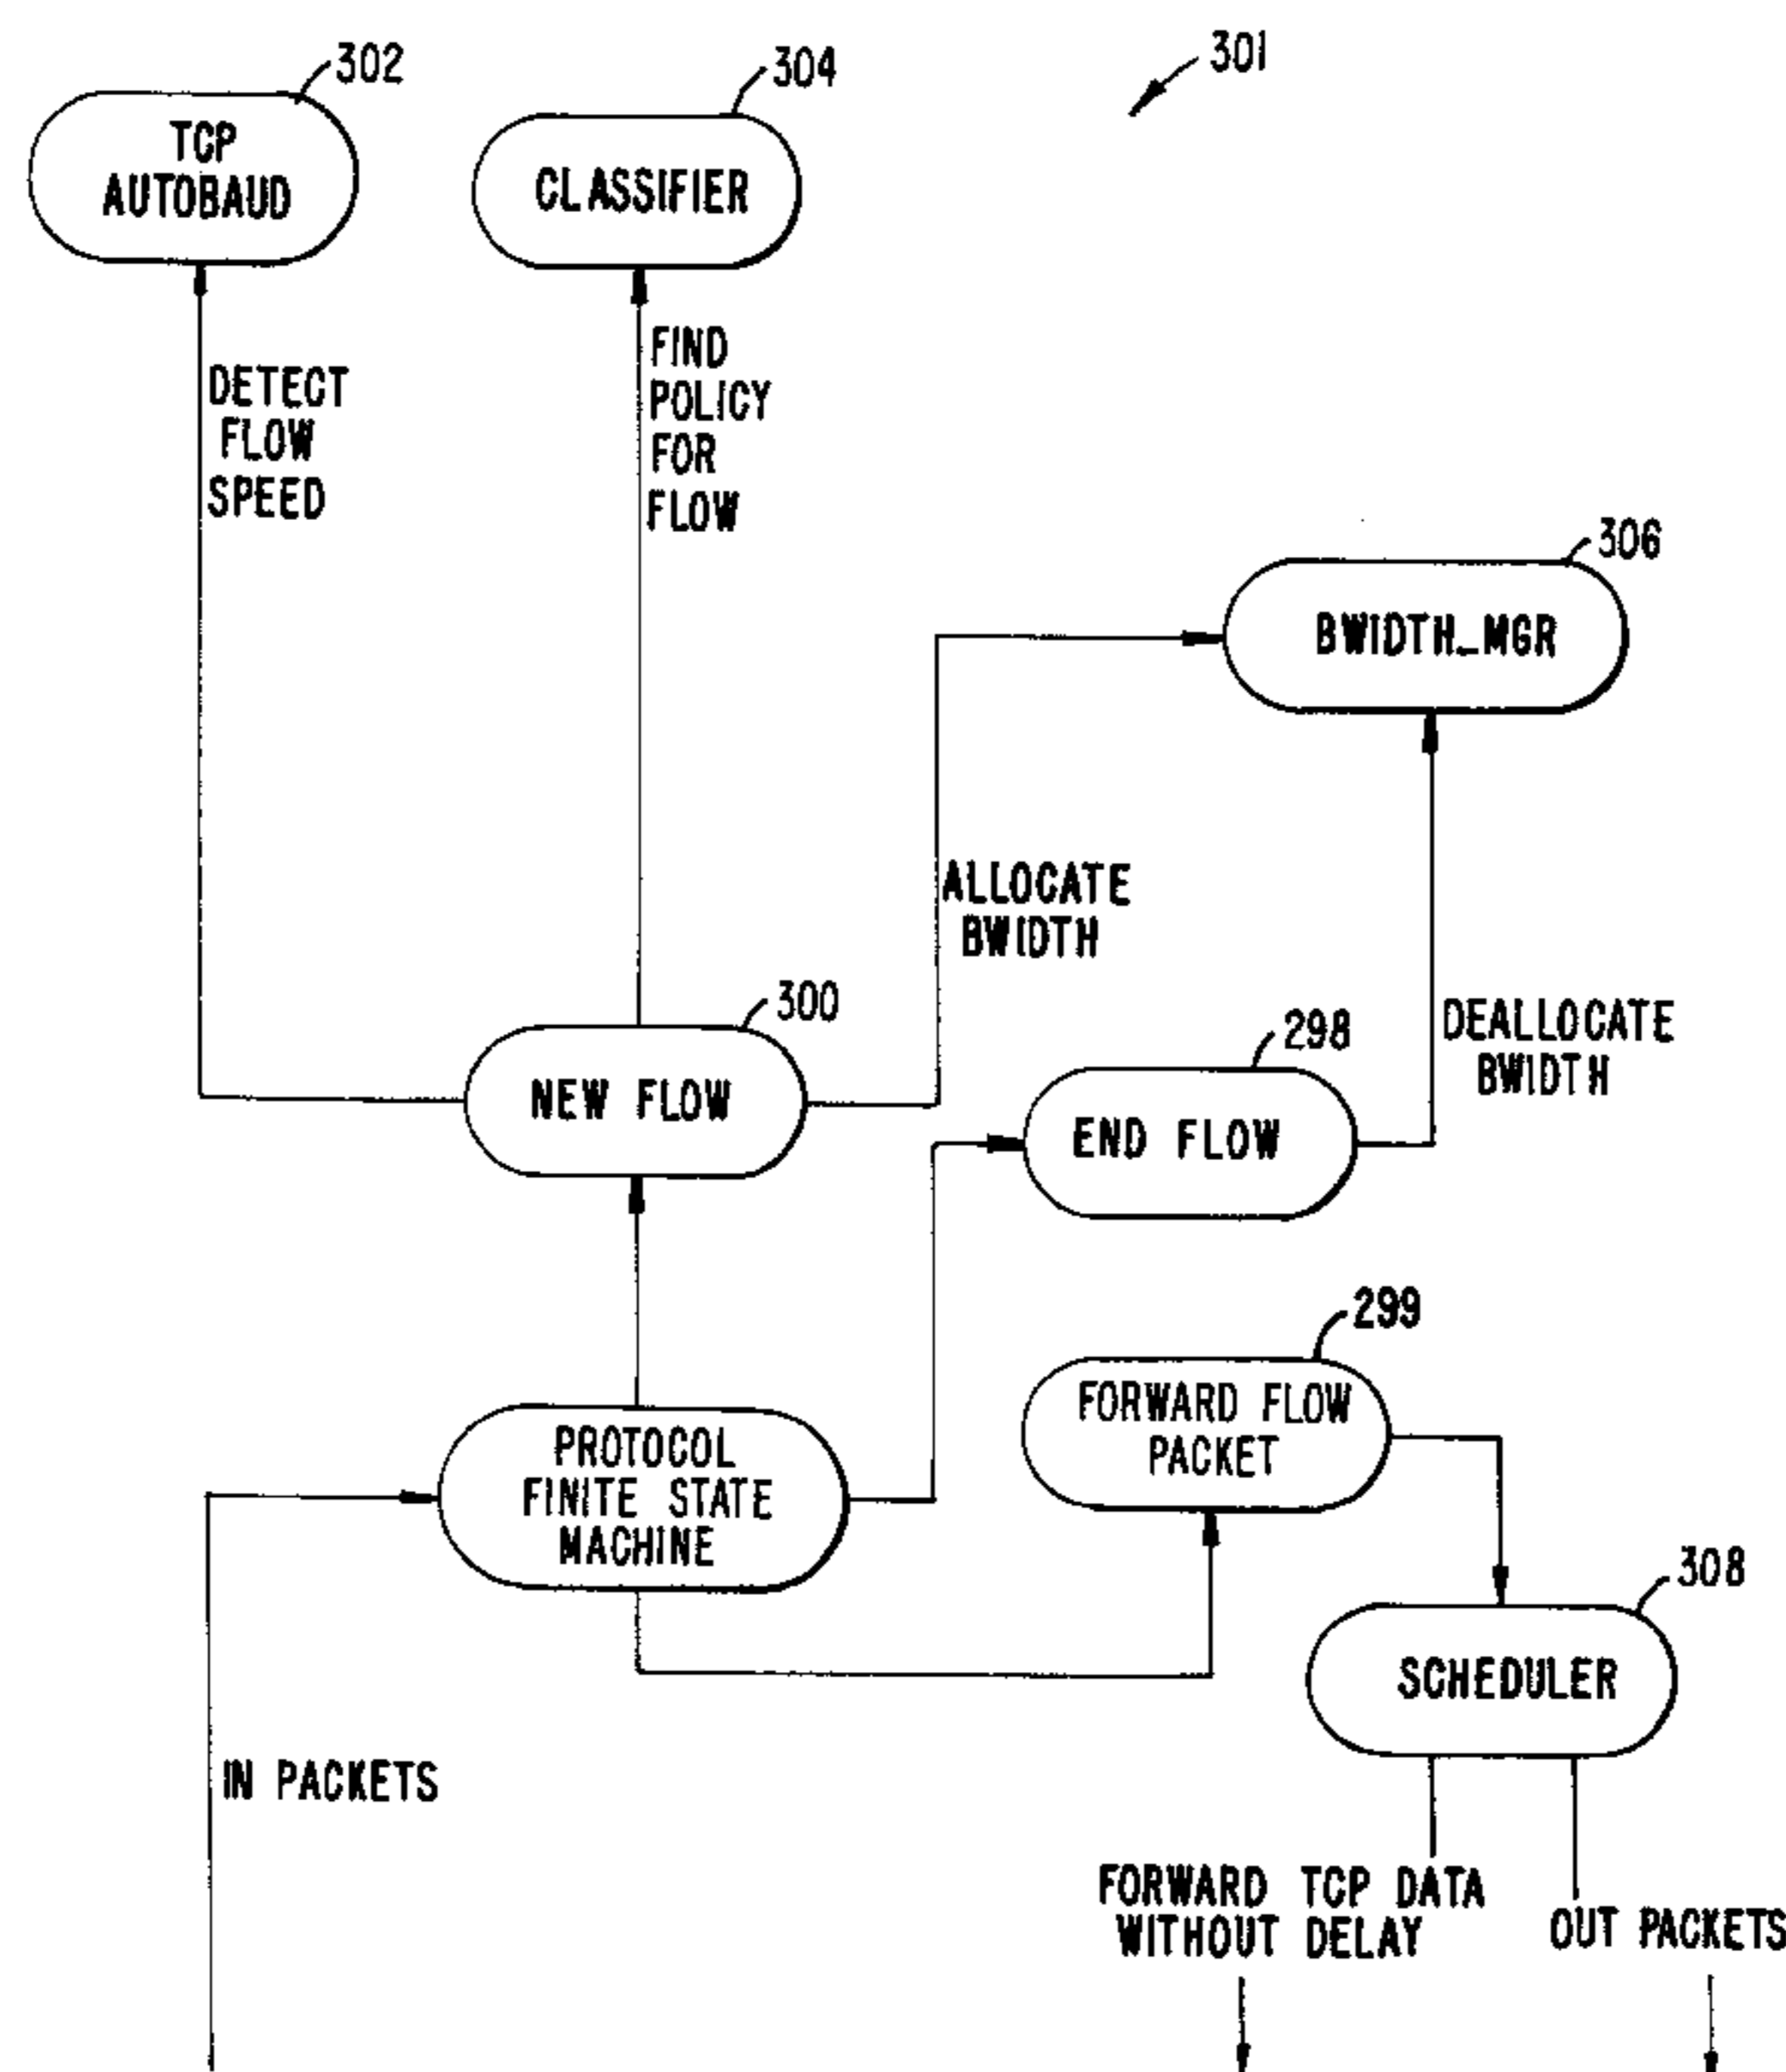 302
304
301
TCP
AUTOBAUD
CLASSIFIER
DETECT
FLOW
SPEED
FIND
POLICY
FOR
FLOW
306
BWIDTH_MGR
ALLOCATE
BWIDTH
300
298
DEALLOCATE
BWIDTH
NEW FLOW
END FLOW
299
FORWARD FLOW
PACKET
PROTOCOL
FINITE STATE
MACHINE
308
SCHEDULER
IN PACKETS
FORWARD TCP DATA
WITHOUT DELAY
OUT PACKETS